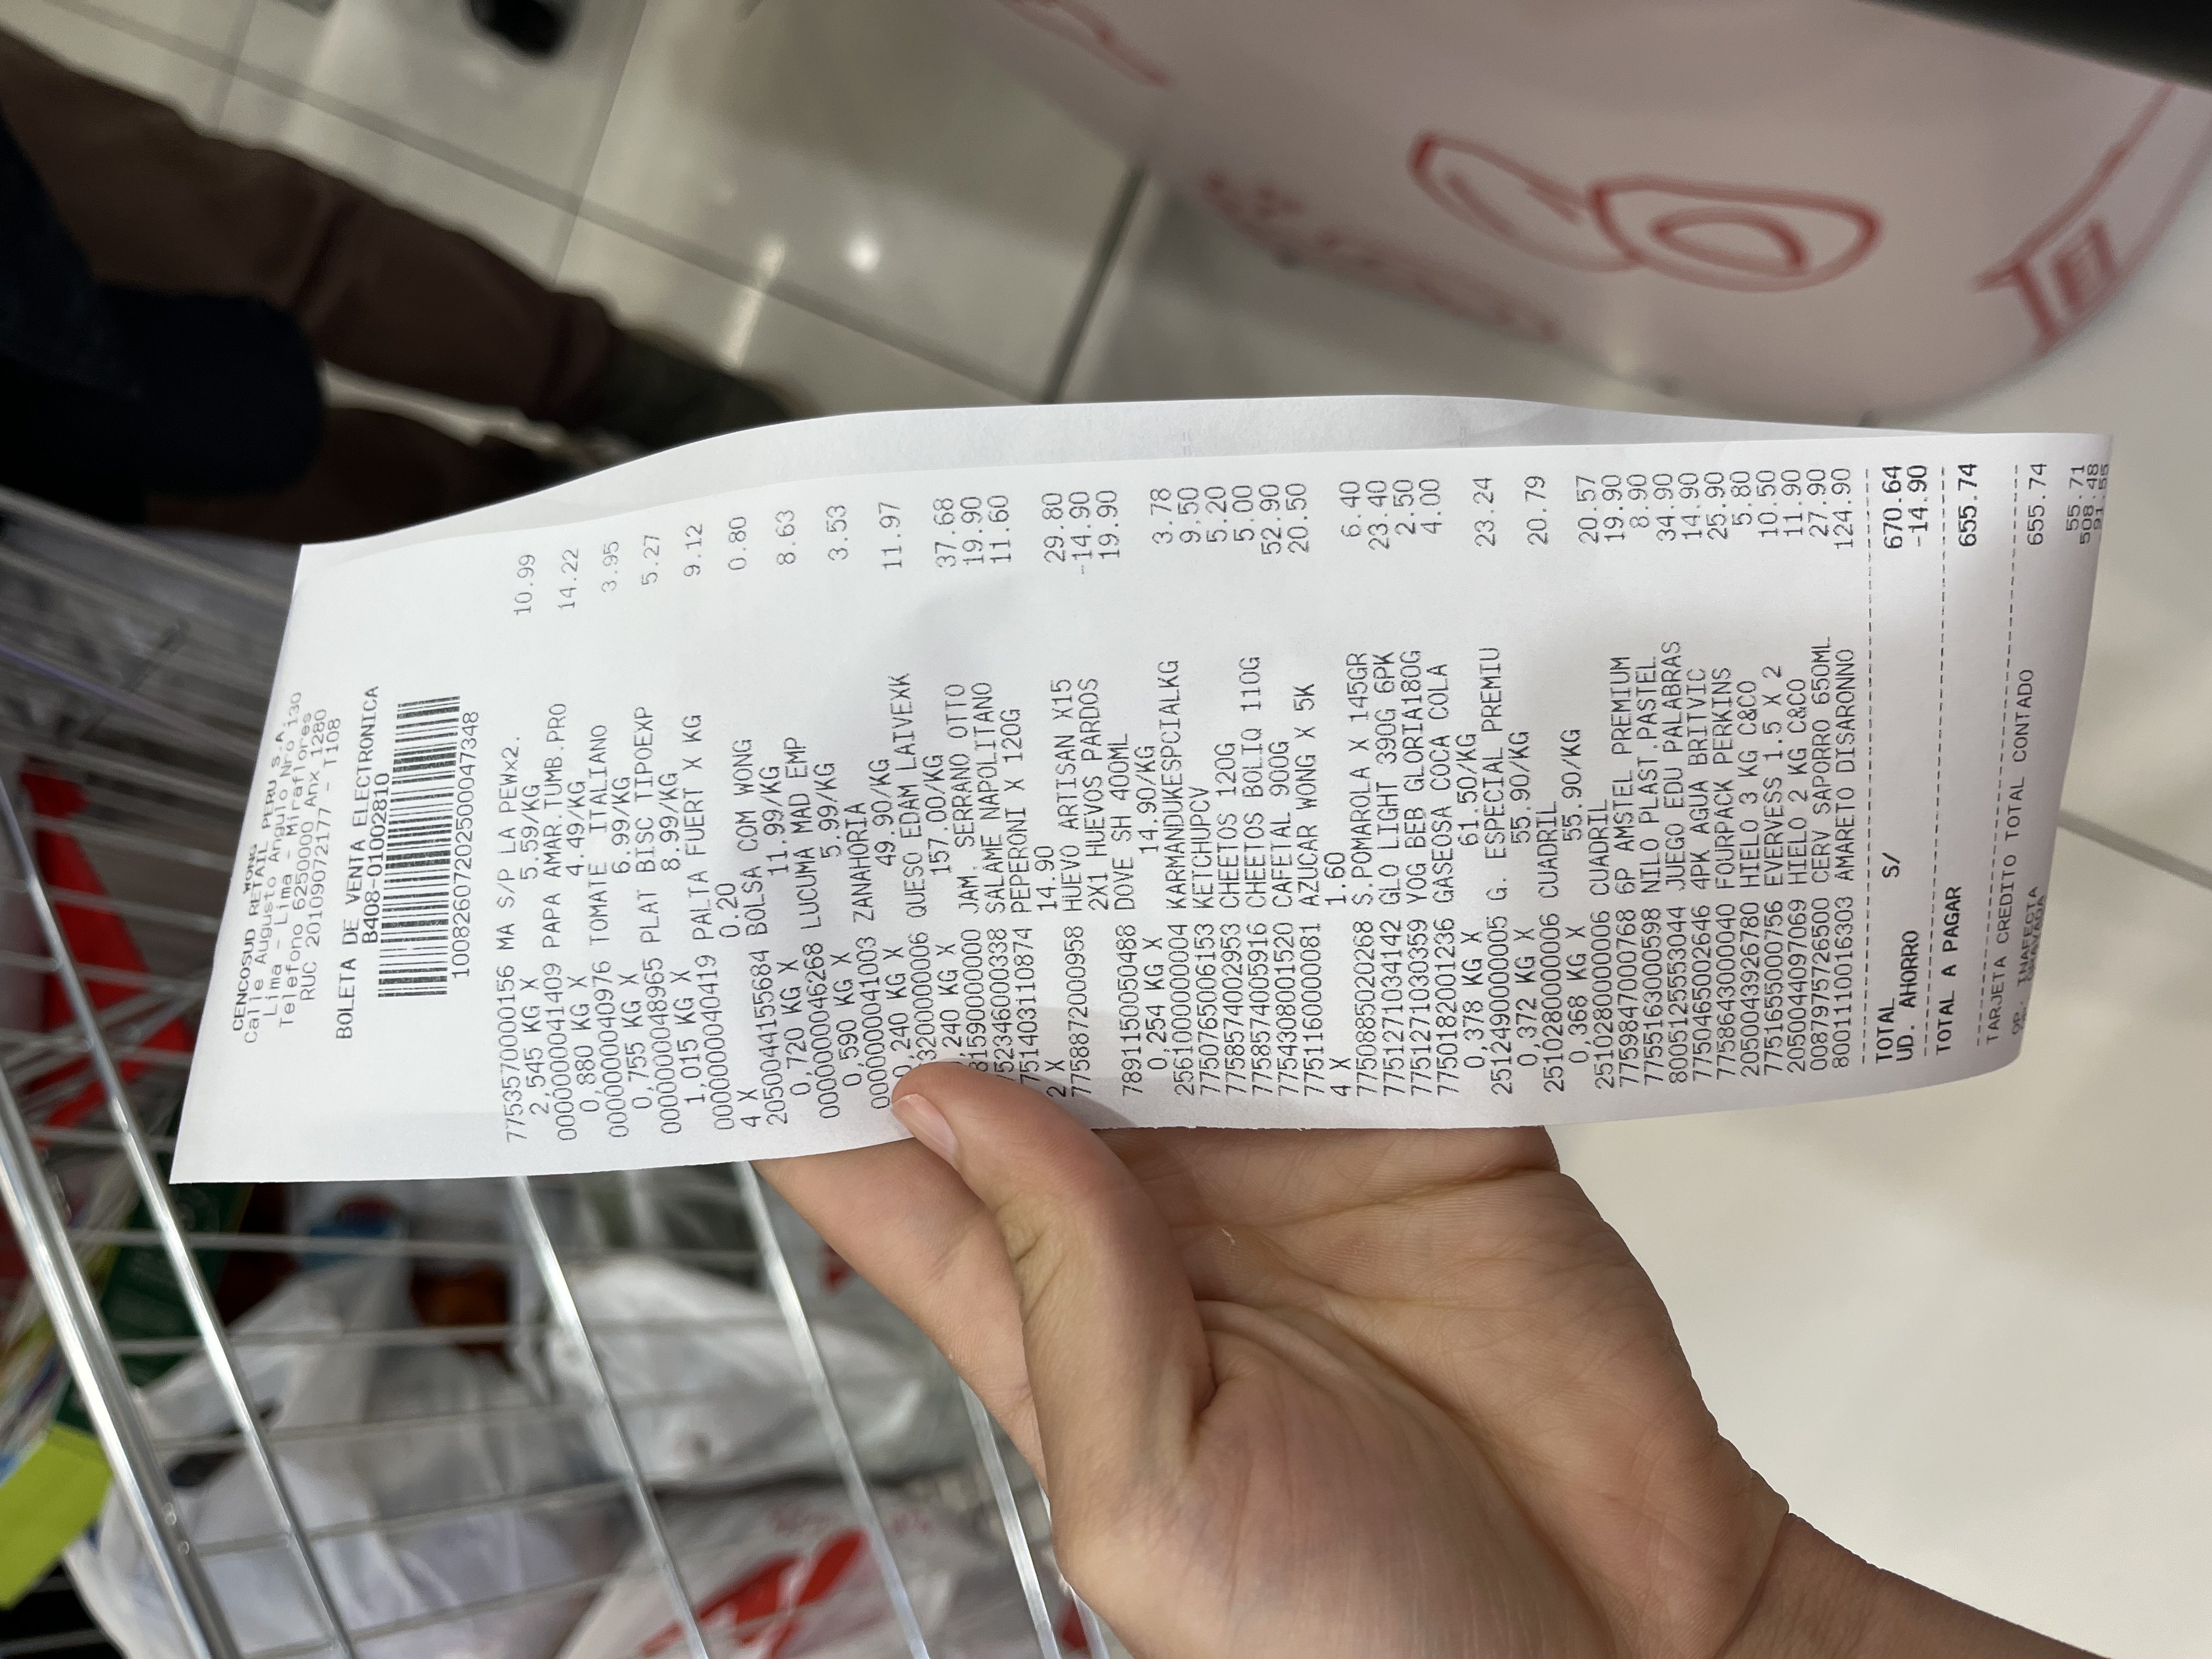 WONG
CENCOSUD RETAIL PERU S.A.
Calle Augusto Angulo Nro 130
Lima - Lima - Miraflores
Telefono 6250000 Anx 1280
RUC 20109072177 - T108
BOLETA DE VENTA ELECTRONICA
B408-01002810
10082607202500047348
7753570000156 MA S/P LA PEWx2. 10.99
2,545 KG X 5.59/KG
0000000041409 PAPA AMAR.TUMB.PRO 14.22
0,880 KG X 4.49/KG
0000000040976 TOMATE ITALIANO 3.95
0,755 KG X 6.99/KG
0000000048965 PLAT BISC TIPOEXP 5.27
1,015 KG X 8.99/KG
0000000040419 PALTA FUERT X KG 9.12
4 X 0.20
2050044155684 BOLSA COM WONG 0.80
0,720 KG X 11.99/KG
0000000046268 LUCUMA MAD EMP 8.63
0,590 KG X 5.99/KG
0000000041003 ZANAHORIA 3.53
0,240 KG X 49.90/KG
3200000006 QUESO EDAM LAIVEXK 11.97
,240 KG X 157.00/KG
81590000000 JAM. SERRANO OTTO 37.68
752346000338 SALAME NAPOLITANO 19.90
751403110874 PEPERONI X 120G 11.60
2 X 14.90
7758872000958 HUEVO ARTISAN X15 29.80
2X1 HUEVOS PARDOS -14.90
7891150050488 DOVE SH 400ML 19.90
0,254 KG X 14.90/KG
2561000000004 KARMANDUKESPCIALKG 3.78
7750765006153 KETCHUPCV 9.50
7758574002953 CHEETOS 120G 5.20
7758574005916 CHEETOS BOLIQ 110G 5.00
7754308001520 CAFETAL 900G 52.90
7751160000081 AZUCAR WONG X 5K 20.50
4 X 1.60
7750885020268 S.POMAROLA X 145GR 6.40
7751271034142 GLO LIGHT 390G 6PK 23.40
7751271030359 YOG BEB GLORIA180G 2.50
7750182001236 GASEOSA COCA COLA 4.00
0,378 KG X 61.50/KG
2512490000005 G. ESPECIAL PREMIU 23.24
0,372 KG X 55.90/KG
2510280000006 CUADRIL 20.79
0,368 KG X 55.90/KG
2510280000006 CUADRIL 20.57
7759847000768 6P AMSTEL PREMIUM 19.90
7755163000598 NILO PLAST.PASTEL 8.90
8005125553044 JUEGO EDU PALABRAS 34.90
7750465002646 4PK AGUA BRITVIC 14.90
7758643000040 FOURPACK PERKINS 25.90
2050043926780 HIELO 3 KG C&CO 5.80
7751655000756 EVERVESS 1.5 X 2 10.50
2050044097069 HIELO 2 KG C&CO 11.90
0087975726500 CERV SAPORRO 650ML 27.90
8001110016303 AMARETO DISARONNO 124.90
TOTAL S/ 670.64
UD. AHORRO -14.90
TOTAL A PAGAR 655.74
TARJETA CREDITO TOTAL CONTADO 655.74
OP. INAFECTA 55.71
GRAVADA 508.48
91.55